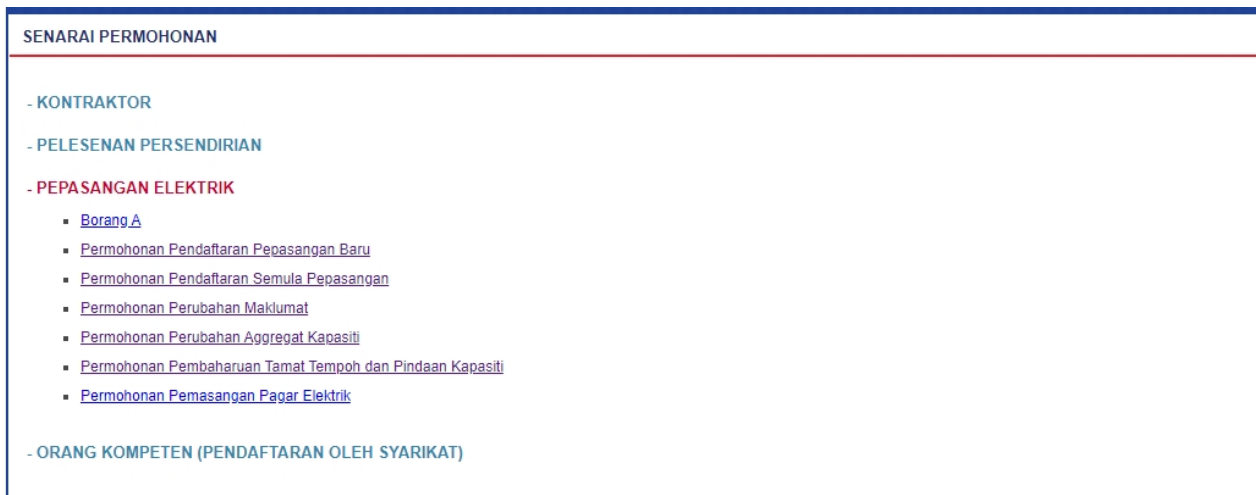 SENARAI PERMOHONAN
- KONTRAKTOR
- PELESENAN PERSENDIRIAN
- PEPASANGAN ELEKTRIK
Borang A
Permohonan Pendaftaran Pepasangan Baru
Permohonan Pendaftaran Semula Pepasangan
Permohonan Perubahan Maklumat
Permohonan Perubahan Aggregat Kapasiti
Permohonan Pembaharuan Tamat Tempoh dan Pindaan Kapasiti
Permohonan Pemasangan Pagar Elektrik
- ORANG KOMPETEN (PENDAFTARAN OLEH SYARIKAT)